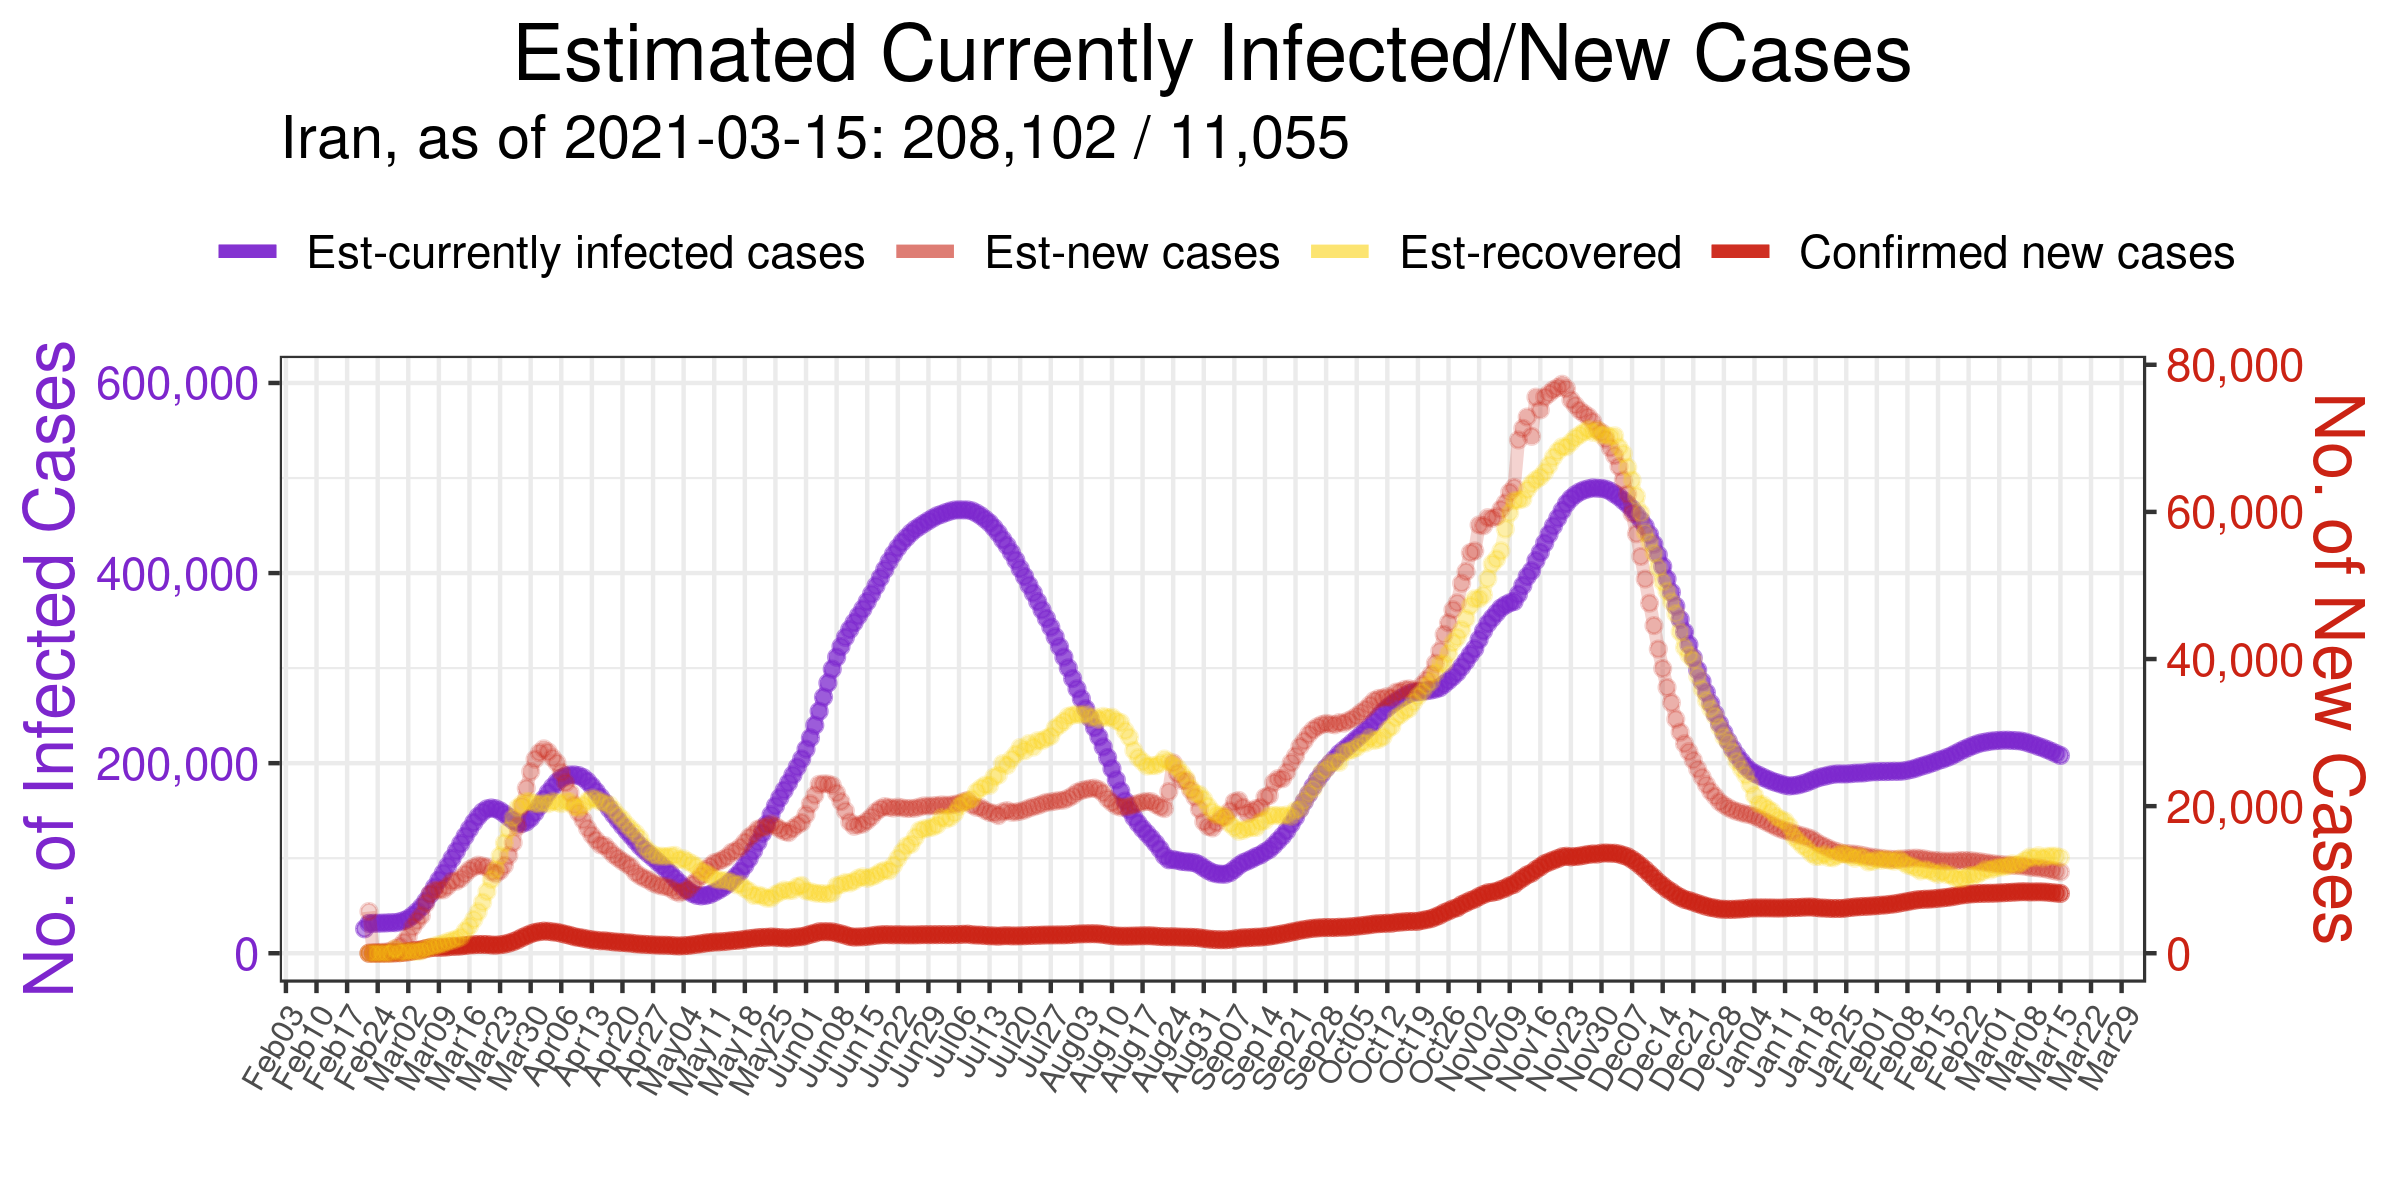 Estimated Currently Infected/New Cases
Iran, as of 2021-03-15: 208,102 / 11,055
Est-currently infected cases Est-new cases Est-recovered Confirmed new cases
No. of Infected Cases
600,000
400,000
200,000
0
80,000
60,000
40,000
20,000
0
No. of New Cases
Feb03 Feb10 Feb17 Feb24 Mar02 Mar09 Mar16 Mar23 Mar30 Apr06 Apr13 Apr20 Apr27 May04 May11 May18 May25 Jun01 Jun08 Jun15 Jun22 Jun29 Jul06 Jul13 Jul20 Jul27 Aug03 Aug10 Aug17 Aug24 Aug31 Sep07 Sep14 Sep21 Sep28 Oct05 Oct12 Oct19 Oct26 Nov02 Nov09 Nov16 Nov23 Nov30 Dec07 Dec14 Dec21 Dec28 Jan04 Jan11 Jan18 Jan25 Feb01 Feb08 Feb15 Feb22 Mar01 Mar08 Mar15 Mar22 Mar29